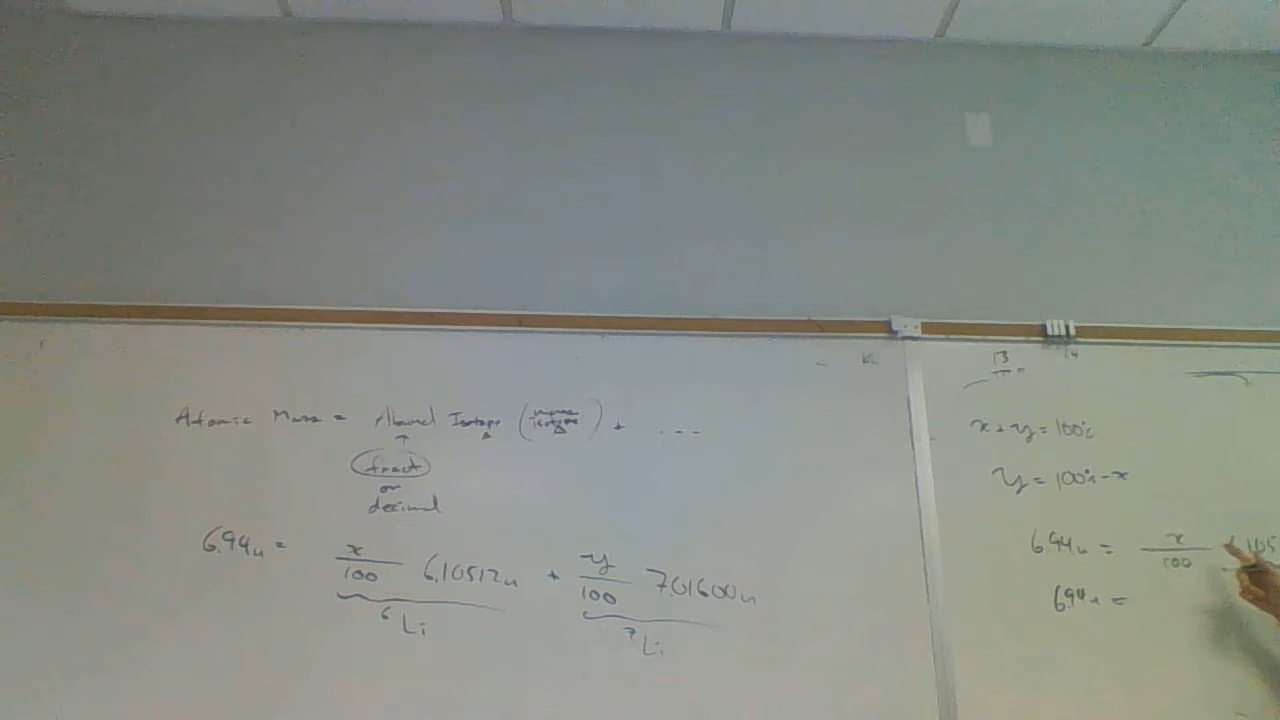 Atomic Mass = Abund Isotope ( mass isotope ) + ...
fract
or
decimal
6.94u = x/100 6.10512u + y/100 7.01600u
⁶Li
⁷Li
x + y = 100%
y = 100% - x
6.94u = x/100
6.94u =